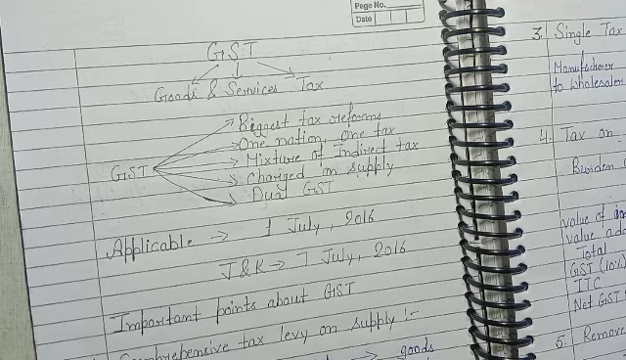 Page No.
Date
GST
Goods & Services Tax
GST
Biggest tax reforms
One nation, one tax
Mixture of Indirect tax
Charged on supply
Dual GST
Applicable → 1 July, 2016
J&K → 7 July, 2016
Important points about GST
Comprehensive tax levy on supply :-
goods
3. Single Tax
Manufacturer
to wholesaler
4. Tax on
Burden
value of
value add
Total
GST (10%)
ITC
Net GST
5. Remove